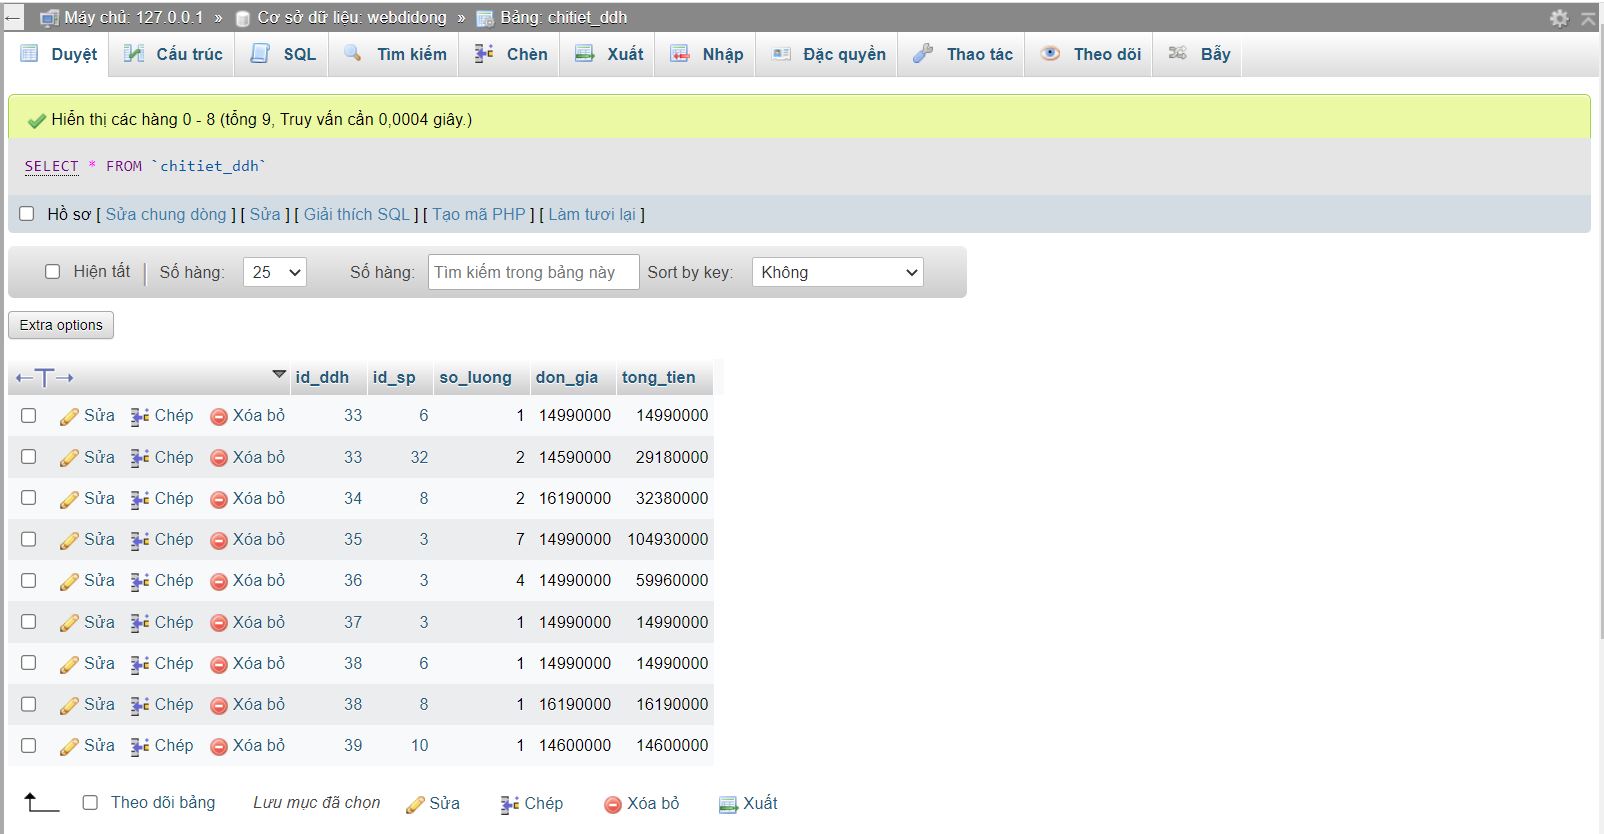 Máy chủ: 127.0.0.1 » Cơ sở dữ liệu: webdidong » Bảng: chitiet_ddh
Duyệt Cấu trúc SQL Tìm kiếm Chèn Xuất Nhập Đặc quyền Thao tác Theo dõi Bẫy
Hiển thị các hàng 0 - 8 (tổng 9, Truy vấn cần 0,0004 giây.)
SELECT * FROM `chitiet_ddh`
Hồ sơ [ Sửa chung dòng ] [ Sửa ] [ Giải thích SQL ] [ Tạo mã PHP ] [ Làm tươi lại ]
Hiện tất Số hàng: 25 Số hàng: Tìm kiếm trong bảng này Sort by key: Không
Extra options
id_ddh id_sp so_luong don_gia tong_tien
Sửa Chép Xóa bỏ 33 6 1 14990000 14990000
Sửa Chép Xóa bỏ 33 32 2 14590000 29180000
Sửa Chép Xóa bỏ 34 8 2 16190000 32380000
Sửa Chép Xóa bỏ 35 3 7 14990000 104930000
Sửa Chép Xóa bỏ 36 3 4 14990000 59960000
Sửa Chép Xóa bỏ 37 3 1 14990000 14990000
Sửa Chép Xóa bỏ 38 6 1 14990000 14990000
Sửa Chép Xóa bỏ 38 8 1 16190000 16190000
Sửa Chép Xóa bỏ 39 10 1 14600000 14600000
Theo dõi bảng Lưu mục đã chọn Sửa Chép Xóa bỏ Xuất